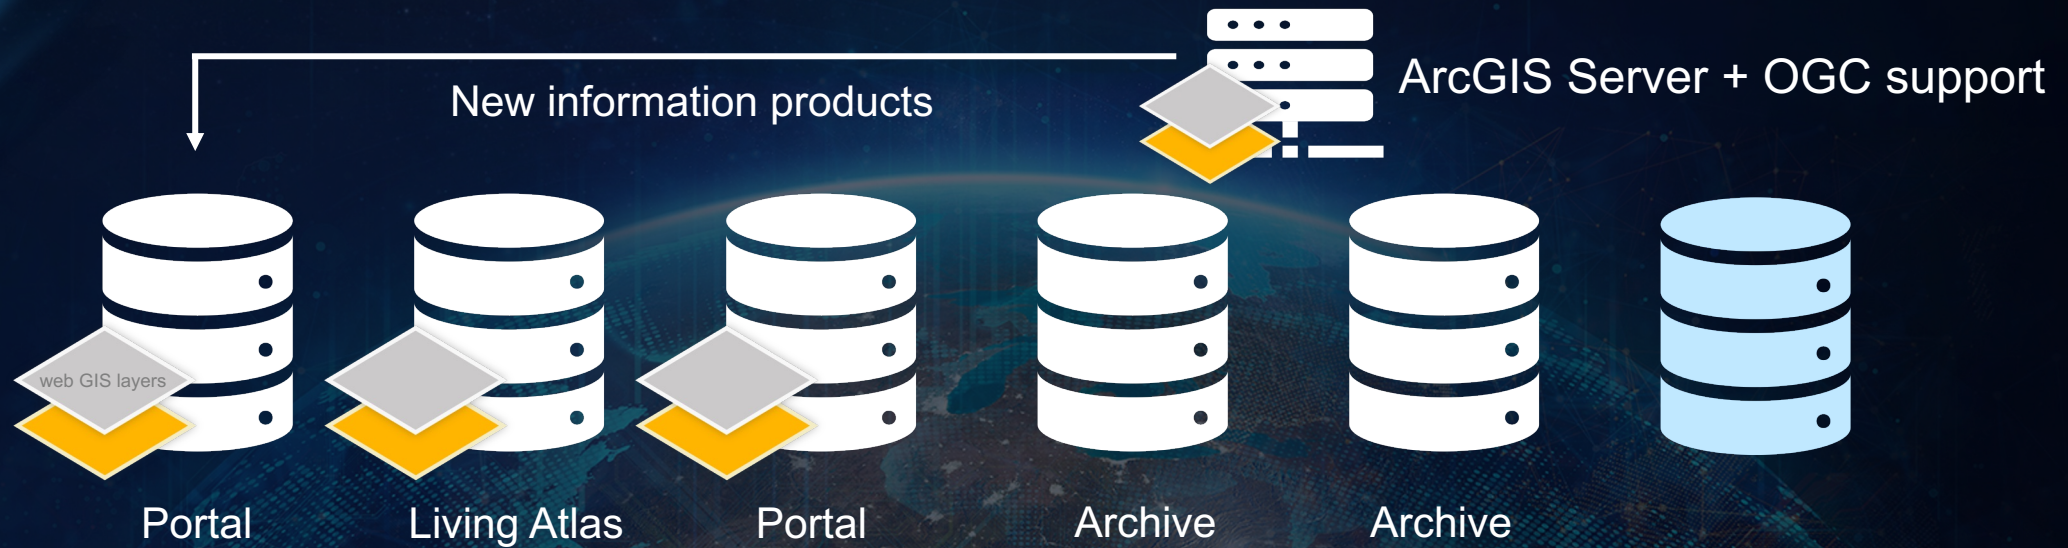 ArcGIS Server + OGC support
New information products
web GIS layers
Portal
Living Atlas
Portal
Archive
Archive